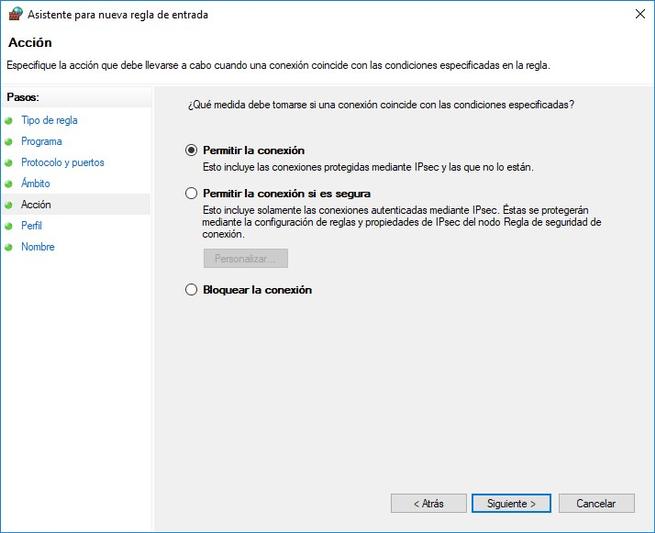 Asistente para nueva regla de entrada
Acción
Especifique la acción que debe llevarse a cabo cuando una conexión coincide con las condiciones especificadas en la regla.
Pasos:
Tipo de regla
Programa
Protocolo y puertos
Ámbito
Acción
Perfil
Nombre
¿Qué medida debe tomarse si una conexión coincide con las condiciones especificadas?
Permitir la conexión
Esto incluye las conexiones protegidas mediante IPsec y las que no lo están.
Permitir la conexión si es segura
Esto incluye solamente las conexiones autenticadas mediante IPsec. Éstas se protegerán
mediante la configuración de reglas y propiedades de IPsec del nodo Regla de seguridad de
conexión.
Personalizar...
Bloquear la conexión
< Atrás
Siguiente >
Cancelar